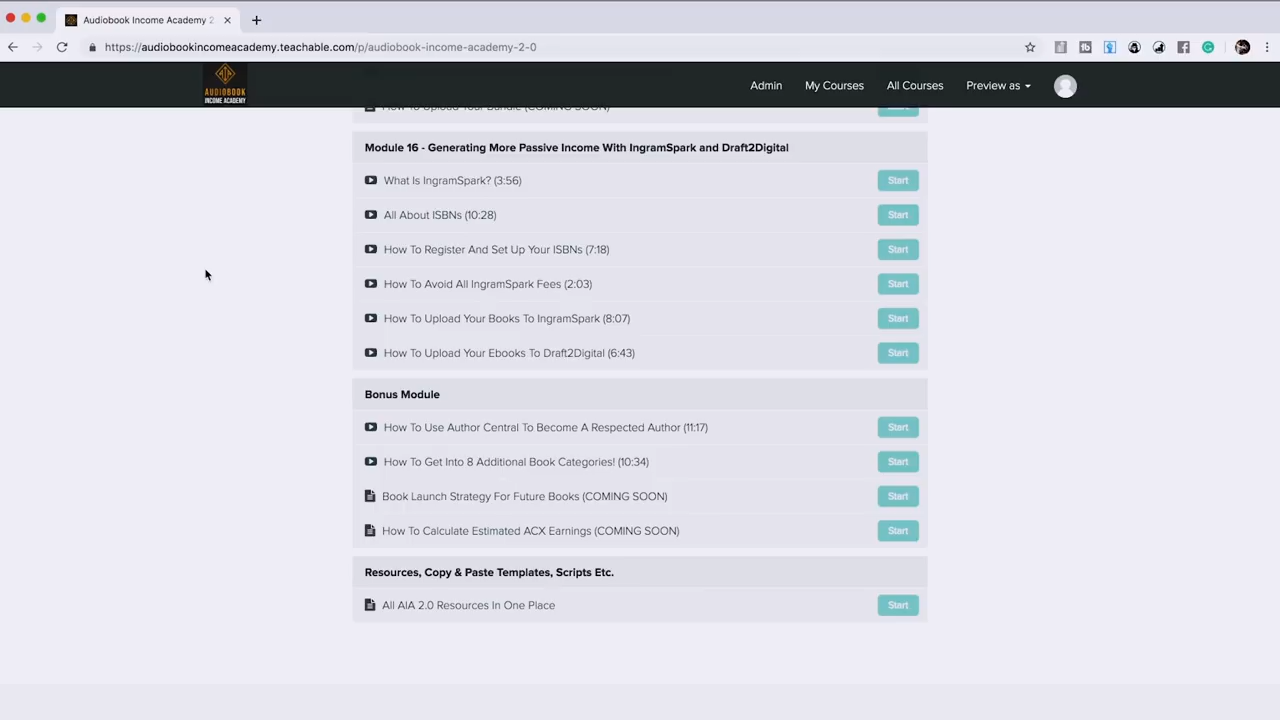 Audiobook Income Academy 2
https://audiobookincomeacademy.teachable.com/p/audiobook-income-academy-2-0
AUDIOBOOK
INCOME ACADEMY
Admin
My Courses
All Courses
Preview as
How To Upload Your Bundle (COMING SOON)
Module 16 - Generating More Passive Income With IngramSpark and Draft2Digital
What Is IngramSpark? (3:56)
Start
All About ISBNs (10:28)
Start
How To Register And Set Up Your ISBNs (7:18)
Start
How To Avoid All IngramSpark Fees (2:03)
Start
How To Upload Your Books To IngramSpark (8:07)
Start
How To Upload Your Ebooks To Draft2Digital (6:43)
Start
Bonus Module
How To Use Author Central To Become A Respected Author (11:17)
Start
How To Get Into 8 Additional Book Categories! (10:34)
Start
Book Launch Strategy For Future Books (COMING SOON)
Start
How To Calculate Estimated ACX Earnings (COMING SOON)
Start
Resources, Copy & Paste Templates, Scripts Etc.
All AIA 2.0 Resources In One Place
Start